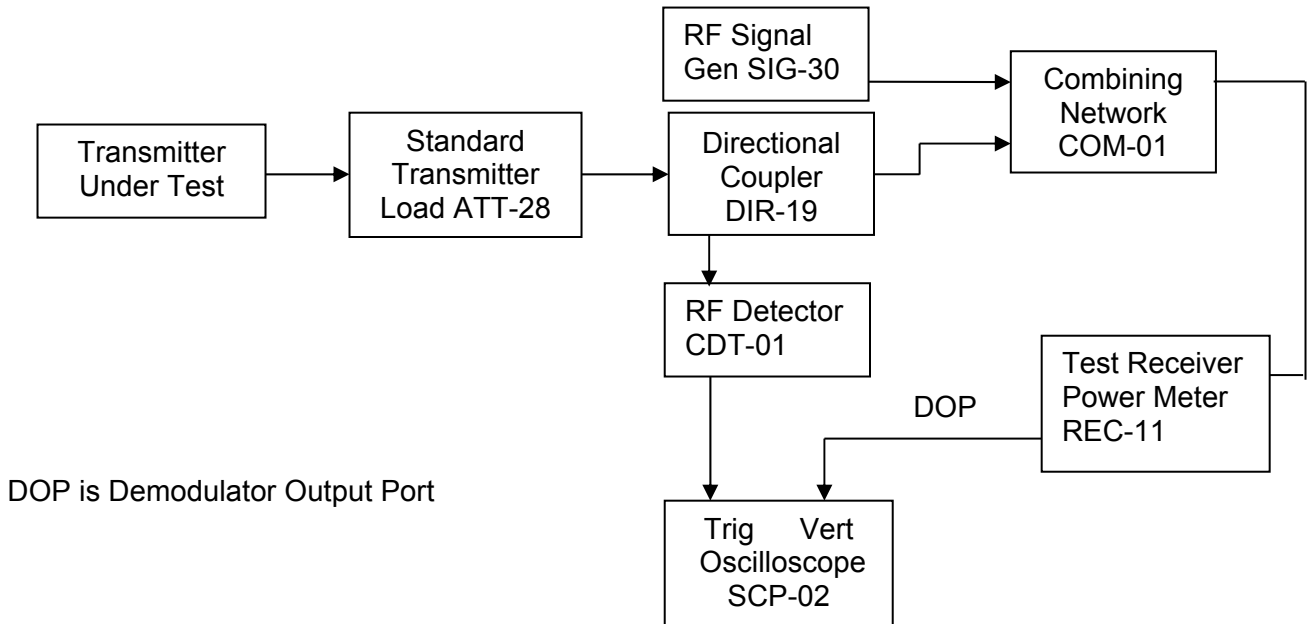 RF Signal
Gen SIG-30
Combining
Network
COM-01
Transmitter
Under Test
Standard
Transmitter
Load ATT-28
Directional
Coupler
DIR-19
RF Detector
CDT-01
Test Receiver
Power Meter
REC-11
DOP
DOP is Demodulator Output Port
Trig Vert
Oscilloscope
SCP-02